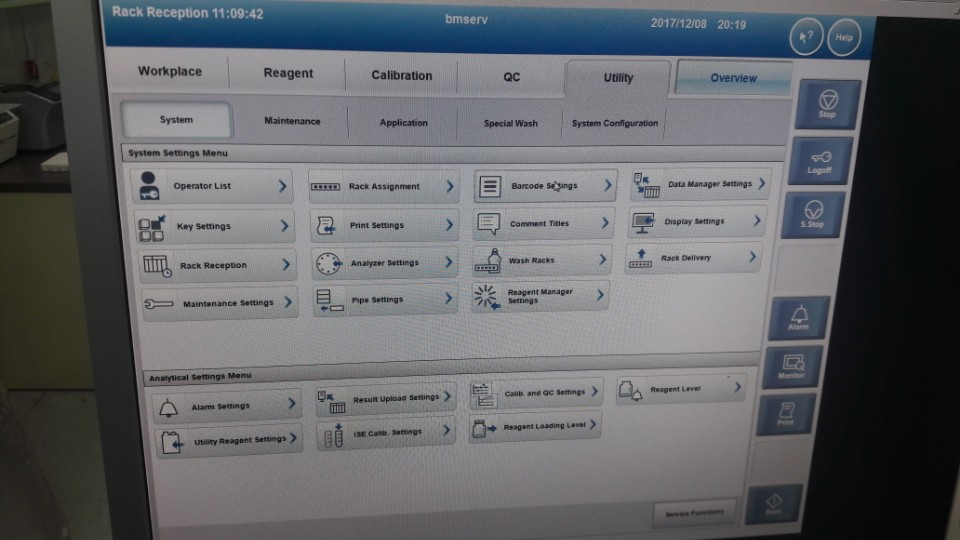 Rack Reception 11:09:42
bmserv
2017/12/08 20:19
?
Help
Workplace
Reagent
Calibration
QC
Utility
Overview
System
Maintenance
Application
Special Wash
System Configuration
Stop
Logoff
S.Stop
Alarm
Monitor
Print
Start
System Settings Menu
Operator List
Rack Assignment
Barcode Settings
Data Manager Settings
Key Settings
Print Settings
Comment Titles
Display Settings
Rack Reception
Analyzer Settings
Wash Racks
Rack Delivery
Maintenance Settings
Pipe Settings
Reagent Manager
Settings
Analytical Settings Menu
Alarm Settings
Result Upload Settings
Calib. and QC Settings
Reagent Level
Utility Reagent Settings
ISE Calib. Settings
Reagent Loading Level
Service Functions